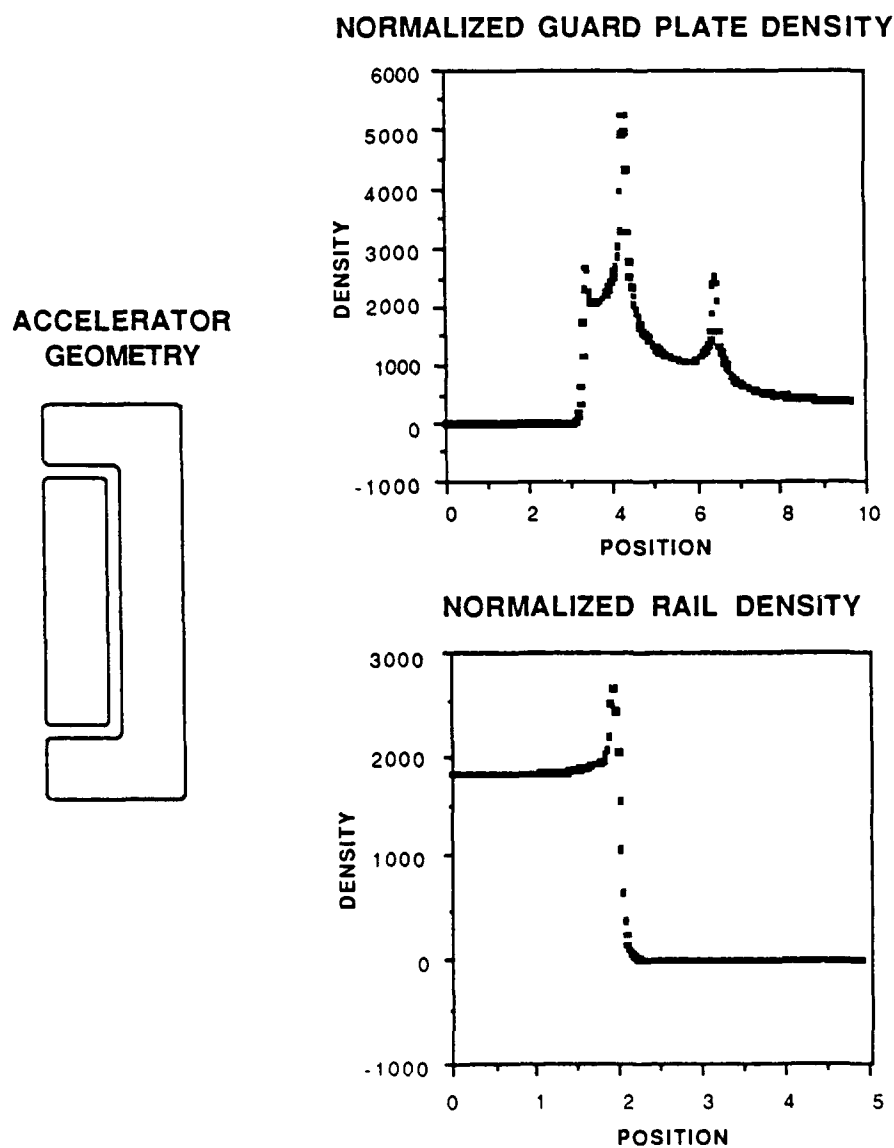 NORMALIZED GUARD PLATE DENSITY
6000
5000
4000
3000
2000
1000
0
-1000
DENSITY
0 2 4 6 8 10
POSITION
ACCELERATOR
GEOMETRY
NORMALIZED RAIL DENSITY
3000
2000
1000
0
-1000
DENSITY
0 1 2 3 4 5
POSITION